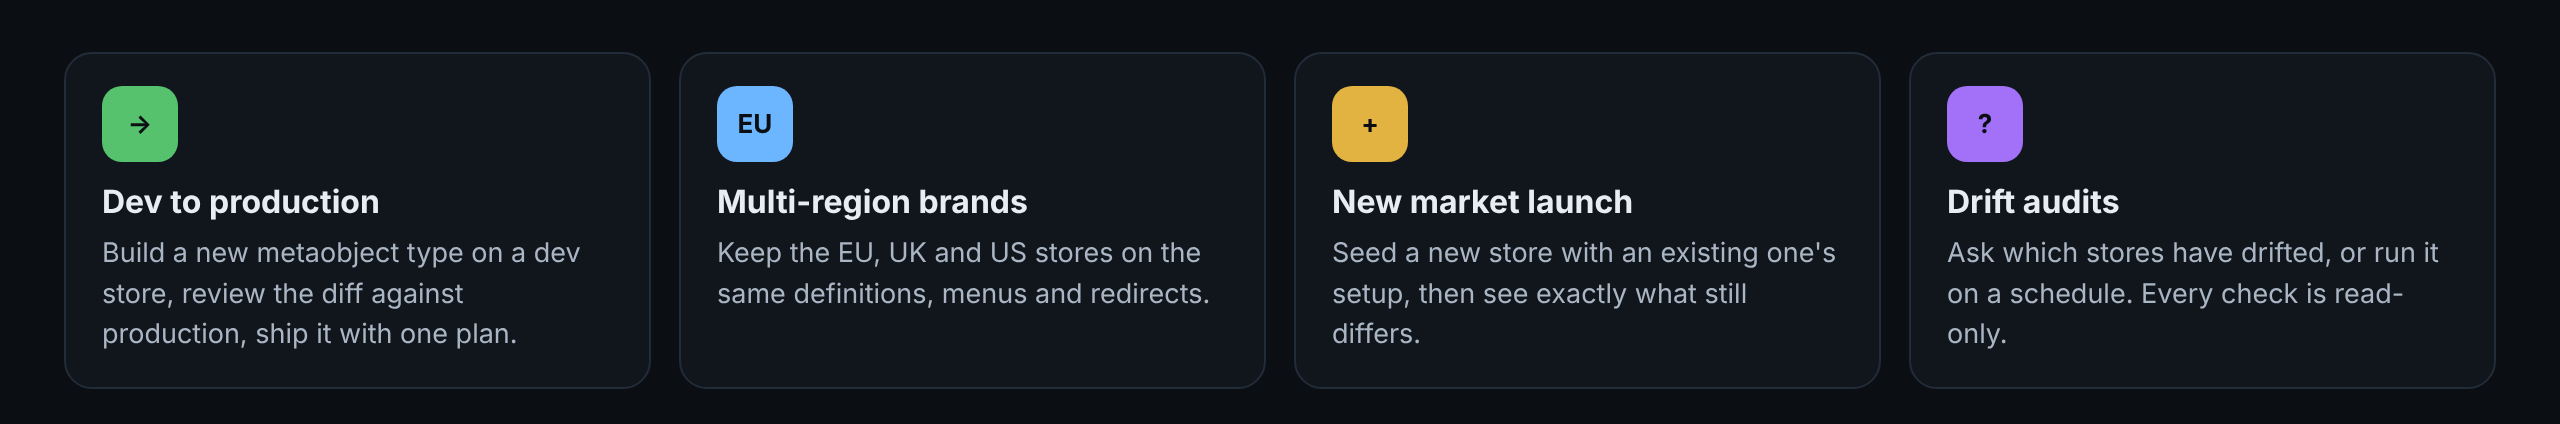 →
Dev to production
Build a new metaobject type on a dev
store, review the diff against
production, ship it with one plan.
EU
Multi-region brands
Keep the EU, UK and US stores on the
same definitions, menus and redirects.
+
New market launch
Seed a new store with an existing one's
setup, then see exactly what still
differs.
?
Drift audits
Ask which stores have drifted, or run it
on a schedule. Every check is read-
only.